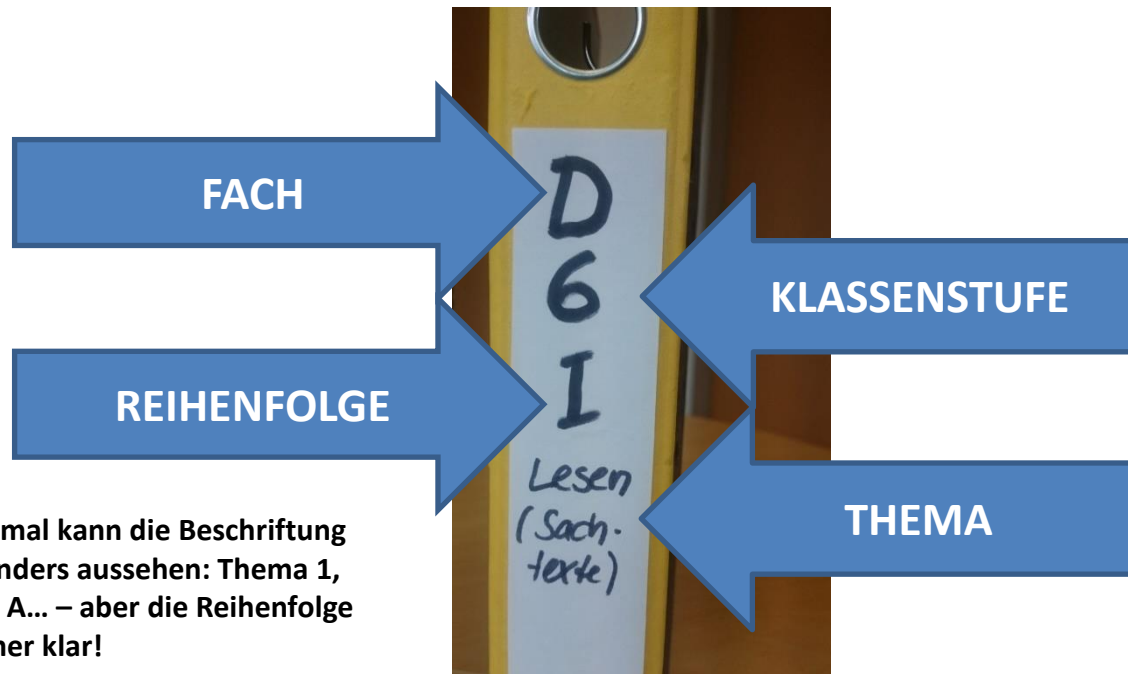 FACH
D
6
KLASSENSTUFE
REIHENFOLGE
I
Lesen
(Sach-
texte)
THEMA
mal kann die Beschriftung
nders aussehen: Thema 1,
A… – aber die Reihenfolge
er klar!